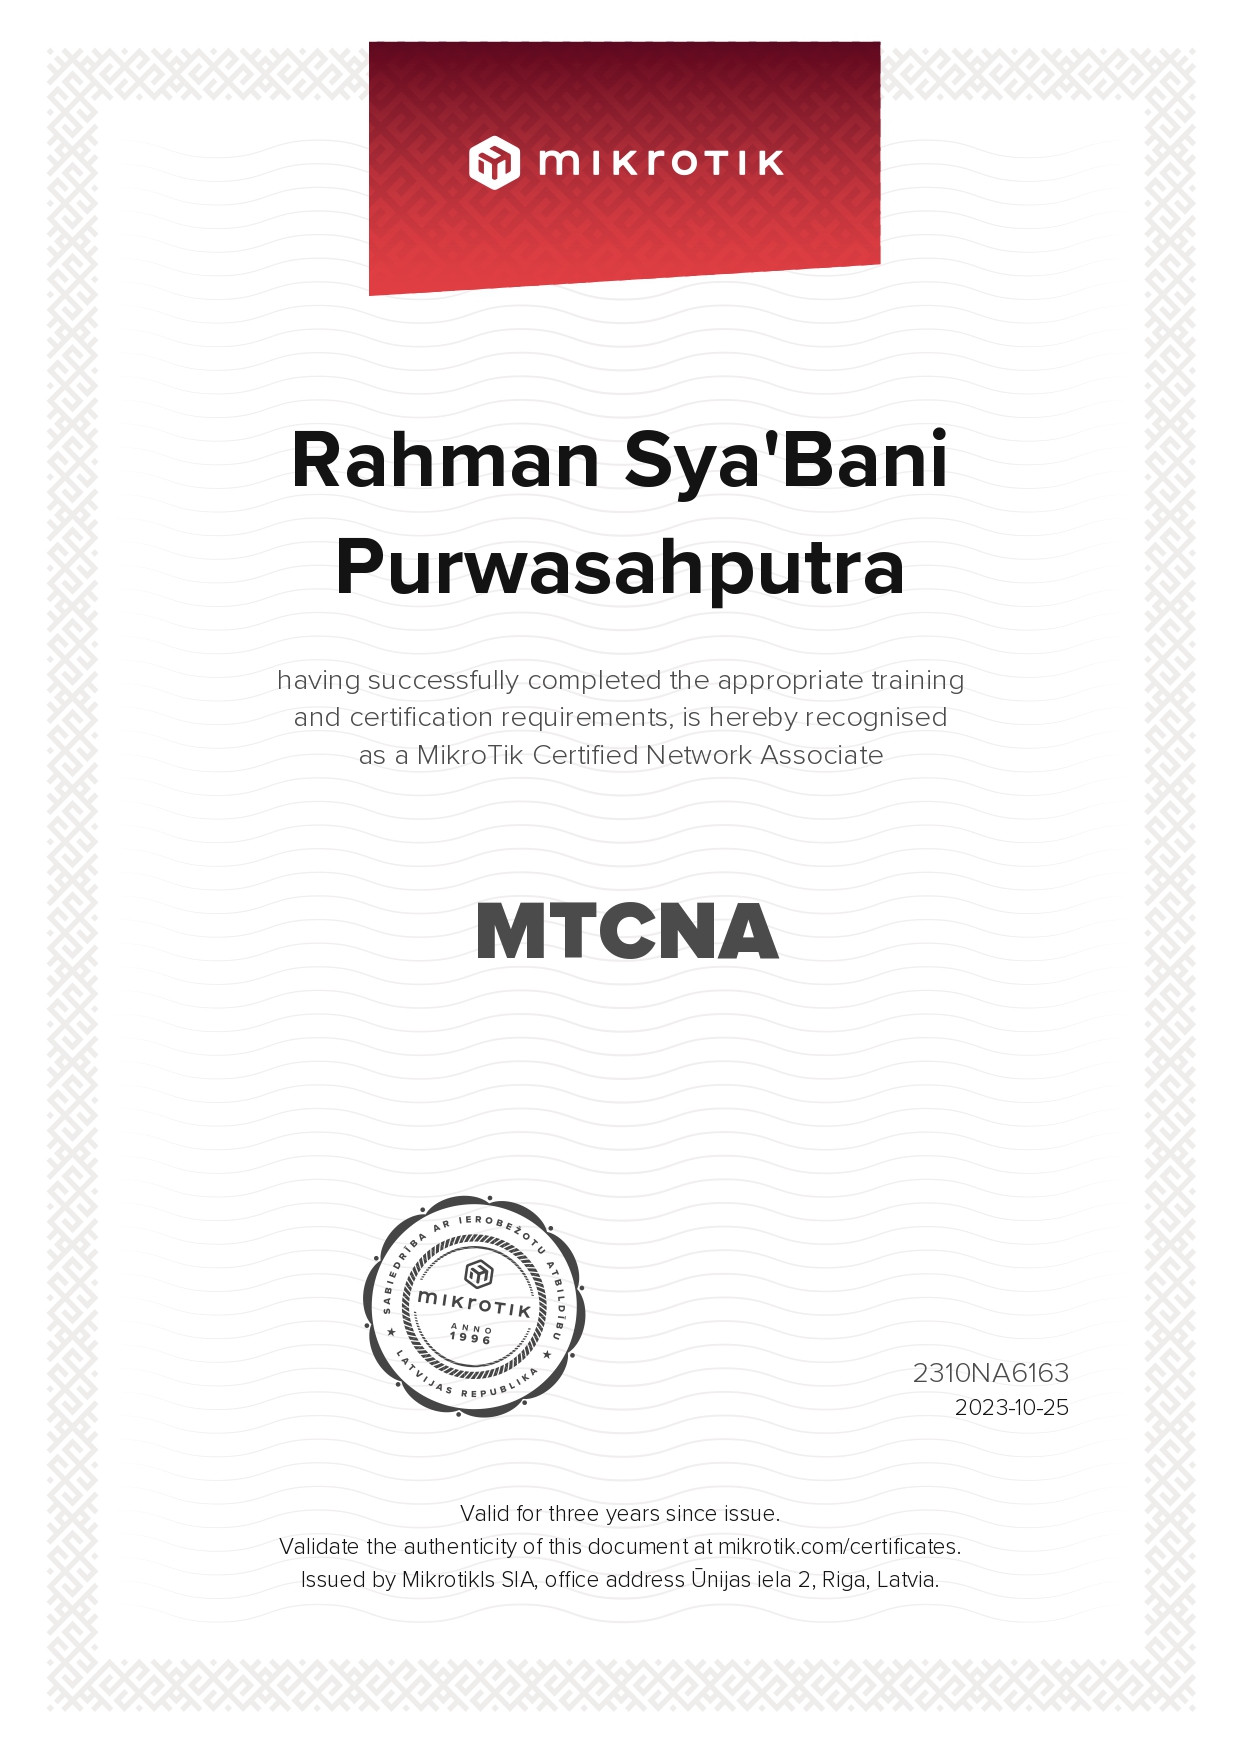 mikrotik
Rahman Sya'Bani
Purwasahputra
having successfully completed the appropriate training
and certification requirements, is hereby recognised
as a MikroTik Certified Network Associate
MTCNA
SABIEDRĪBA AR IEROBEŽOTU ATBILDĪBU
mikrotik
ANNO
1996
★ LATVIJAS REPUBLIKA ★
2310NA6163
2023-10-25
Valid for three years since issue.
Validate the authenticity of this document at mikrotik.com/certificates.
Issued by Mikrotikls SIA, office address Ūnijas iela 2, Riga, Latvia.